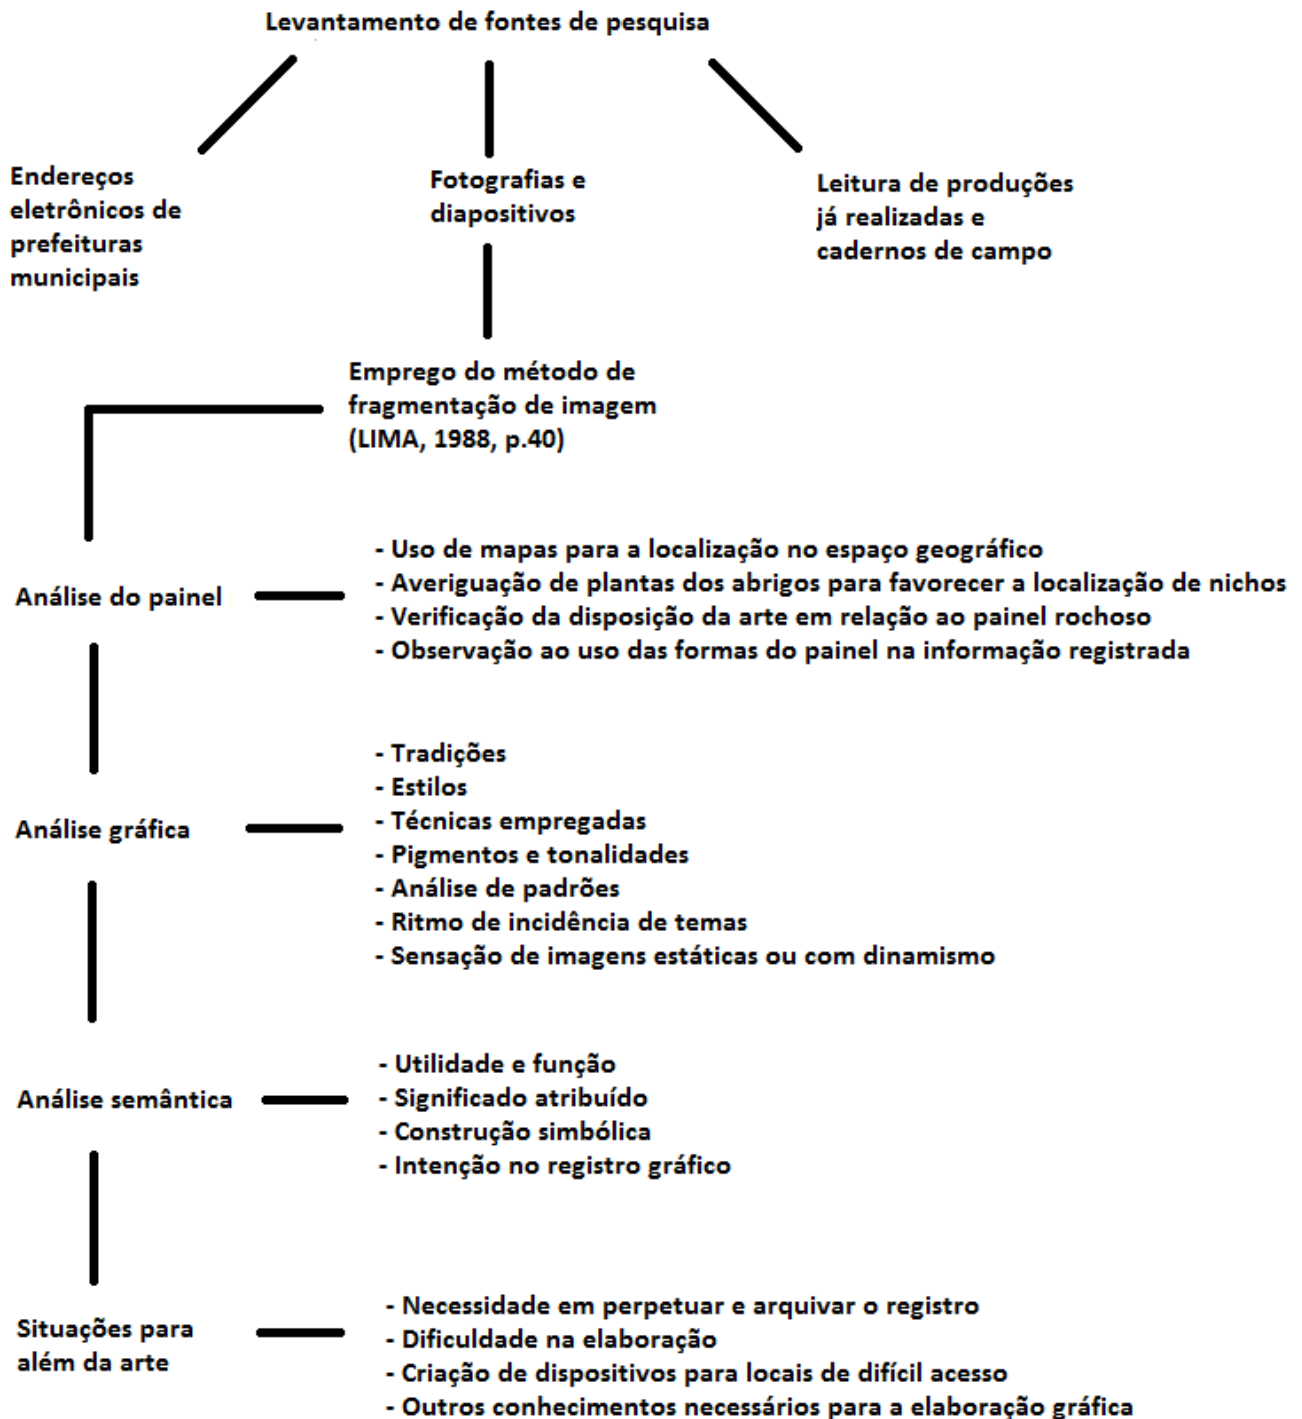 Levantamento de fontes de pesquisa
Endereços
eletrônicos de
prefeituras
municipais
Fotografias e
diapositivos
Leitura de produções
já realizadas e
cadernos de campo
Emprego do método de
fragmentação de imagem
(LIMA, 1988, p.40)
Análise do painel
- Uso de mapas para a localização no espaço geográfico
- Averiguação de plantas dos abrigos para favorecer a localização de nichos
- Verificação da disposição da arte em relação ao painel rochoso
- Observação ao uso das formas do painel na informação registrada
Análise gráfica
- Tradições
- Estilos
- Técnicas empregadas
- Pigmentos e tonalidades
- Análise de padrões
- Ritmo de incidência de temas
- Sensação de imagens estáticas ou com dinamismo
Análise semântica
- Utilidade e função
- Significado atribuído
- Construção simbólica
- Intenção no registro gráfico
Situações para
além da arte
- Necessidade em perpetuar e arquivar o registro
- Dificuldade na elaboração
- Criação de dispositivos para locais de difícil acesso
- Outros conhecimentos necessários para a elaboração gráfica